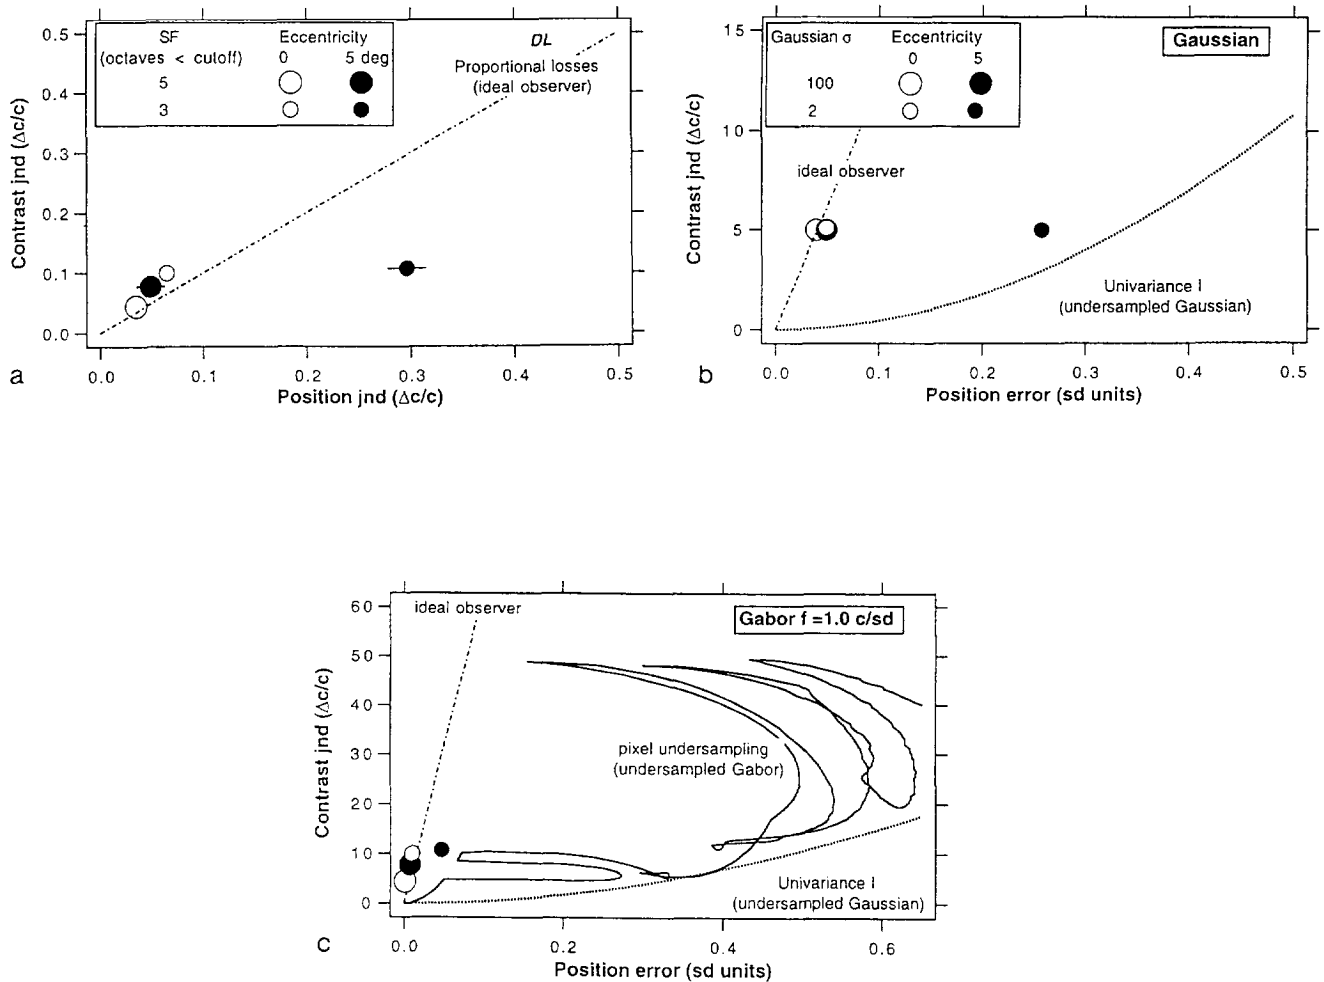 SF Eccentricity
(octaves < cutoff) 0 5 deg
5
3
DL
Proportional losses
(ideal observer)
0.5
0.4
0.3
0.2
0.1
0.0
Contrast jnd (Δc/c)
0.0 0.1 0.2 0.3 0.4 0.5
Position jnd (Δc/c)
a
Gaussian σ Eccentricity
0 5
100
2
Gaussian
ideal observer
Univariance I
(undersampled Gaussian)
15
10
5
0
Contrast jnd (Δc/c)
0.0 0.1 0.2 0.3 0.4 0.5
Position error (sd units)
b
ideal observer
Gabor f =1.0 c/sd
pixel undersampling
(undersampled Gabor)
Univariance I
(undersampled Gaussian)
60
50
40
30
20
10
0
Contrast jnd (Δc/c)
0.0 0.2 0.4 0.6
Position error (sd units)
c